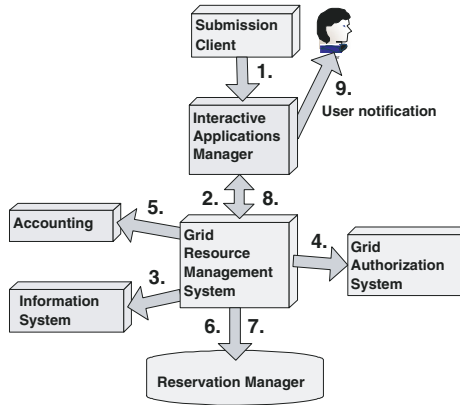 Submission
Client
1.
9.
User notification
Interactive
Applications
Manager
2.
8.
5.
Accounting
Grid
Resource
Management
System
4.
Grid
Authorization
System
3.
Information
System
6.
7.
Reservation Manager